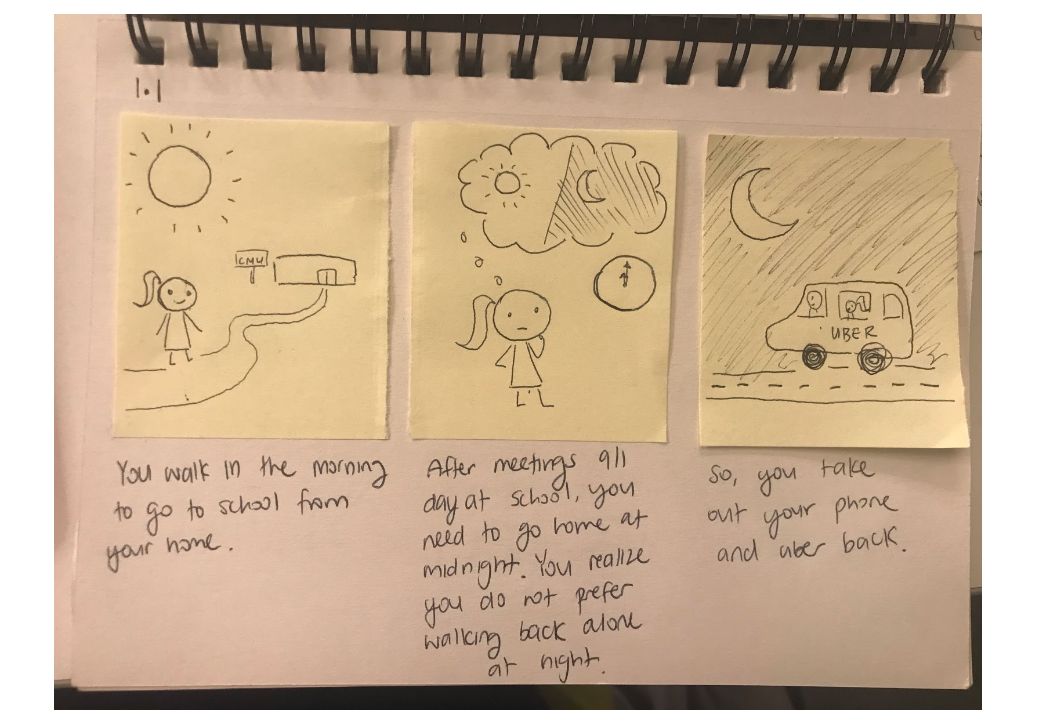 1.1
CMU
UBER
You walk in the morning
to go to school from
your home.
After meetings all
day at school, you
need to go home at
midnight. You realize
you do not prefer
walking back alone
at night.
So, you take
out your phone
and uber back.